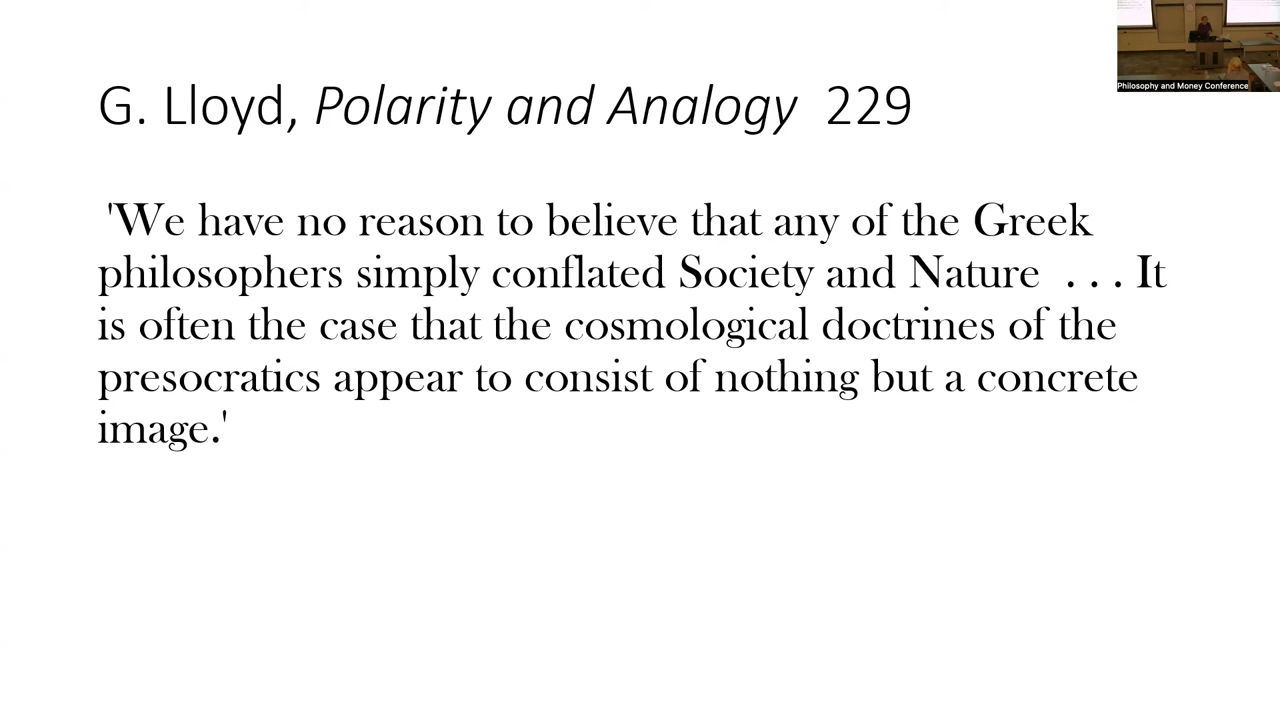 G. Lloyd, Polarity and Analogy 229
'We have no reason to believe that any of the Greek
philosophers simply conflated Society and Nature . . . It
is often the case that the cosmological doctrines of the
presocratics appear to consist of nothing but a concrete
image.'
Philosophy and Money Conference